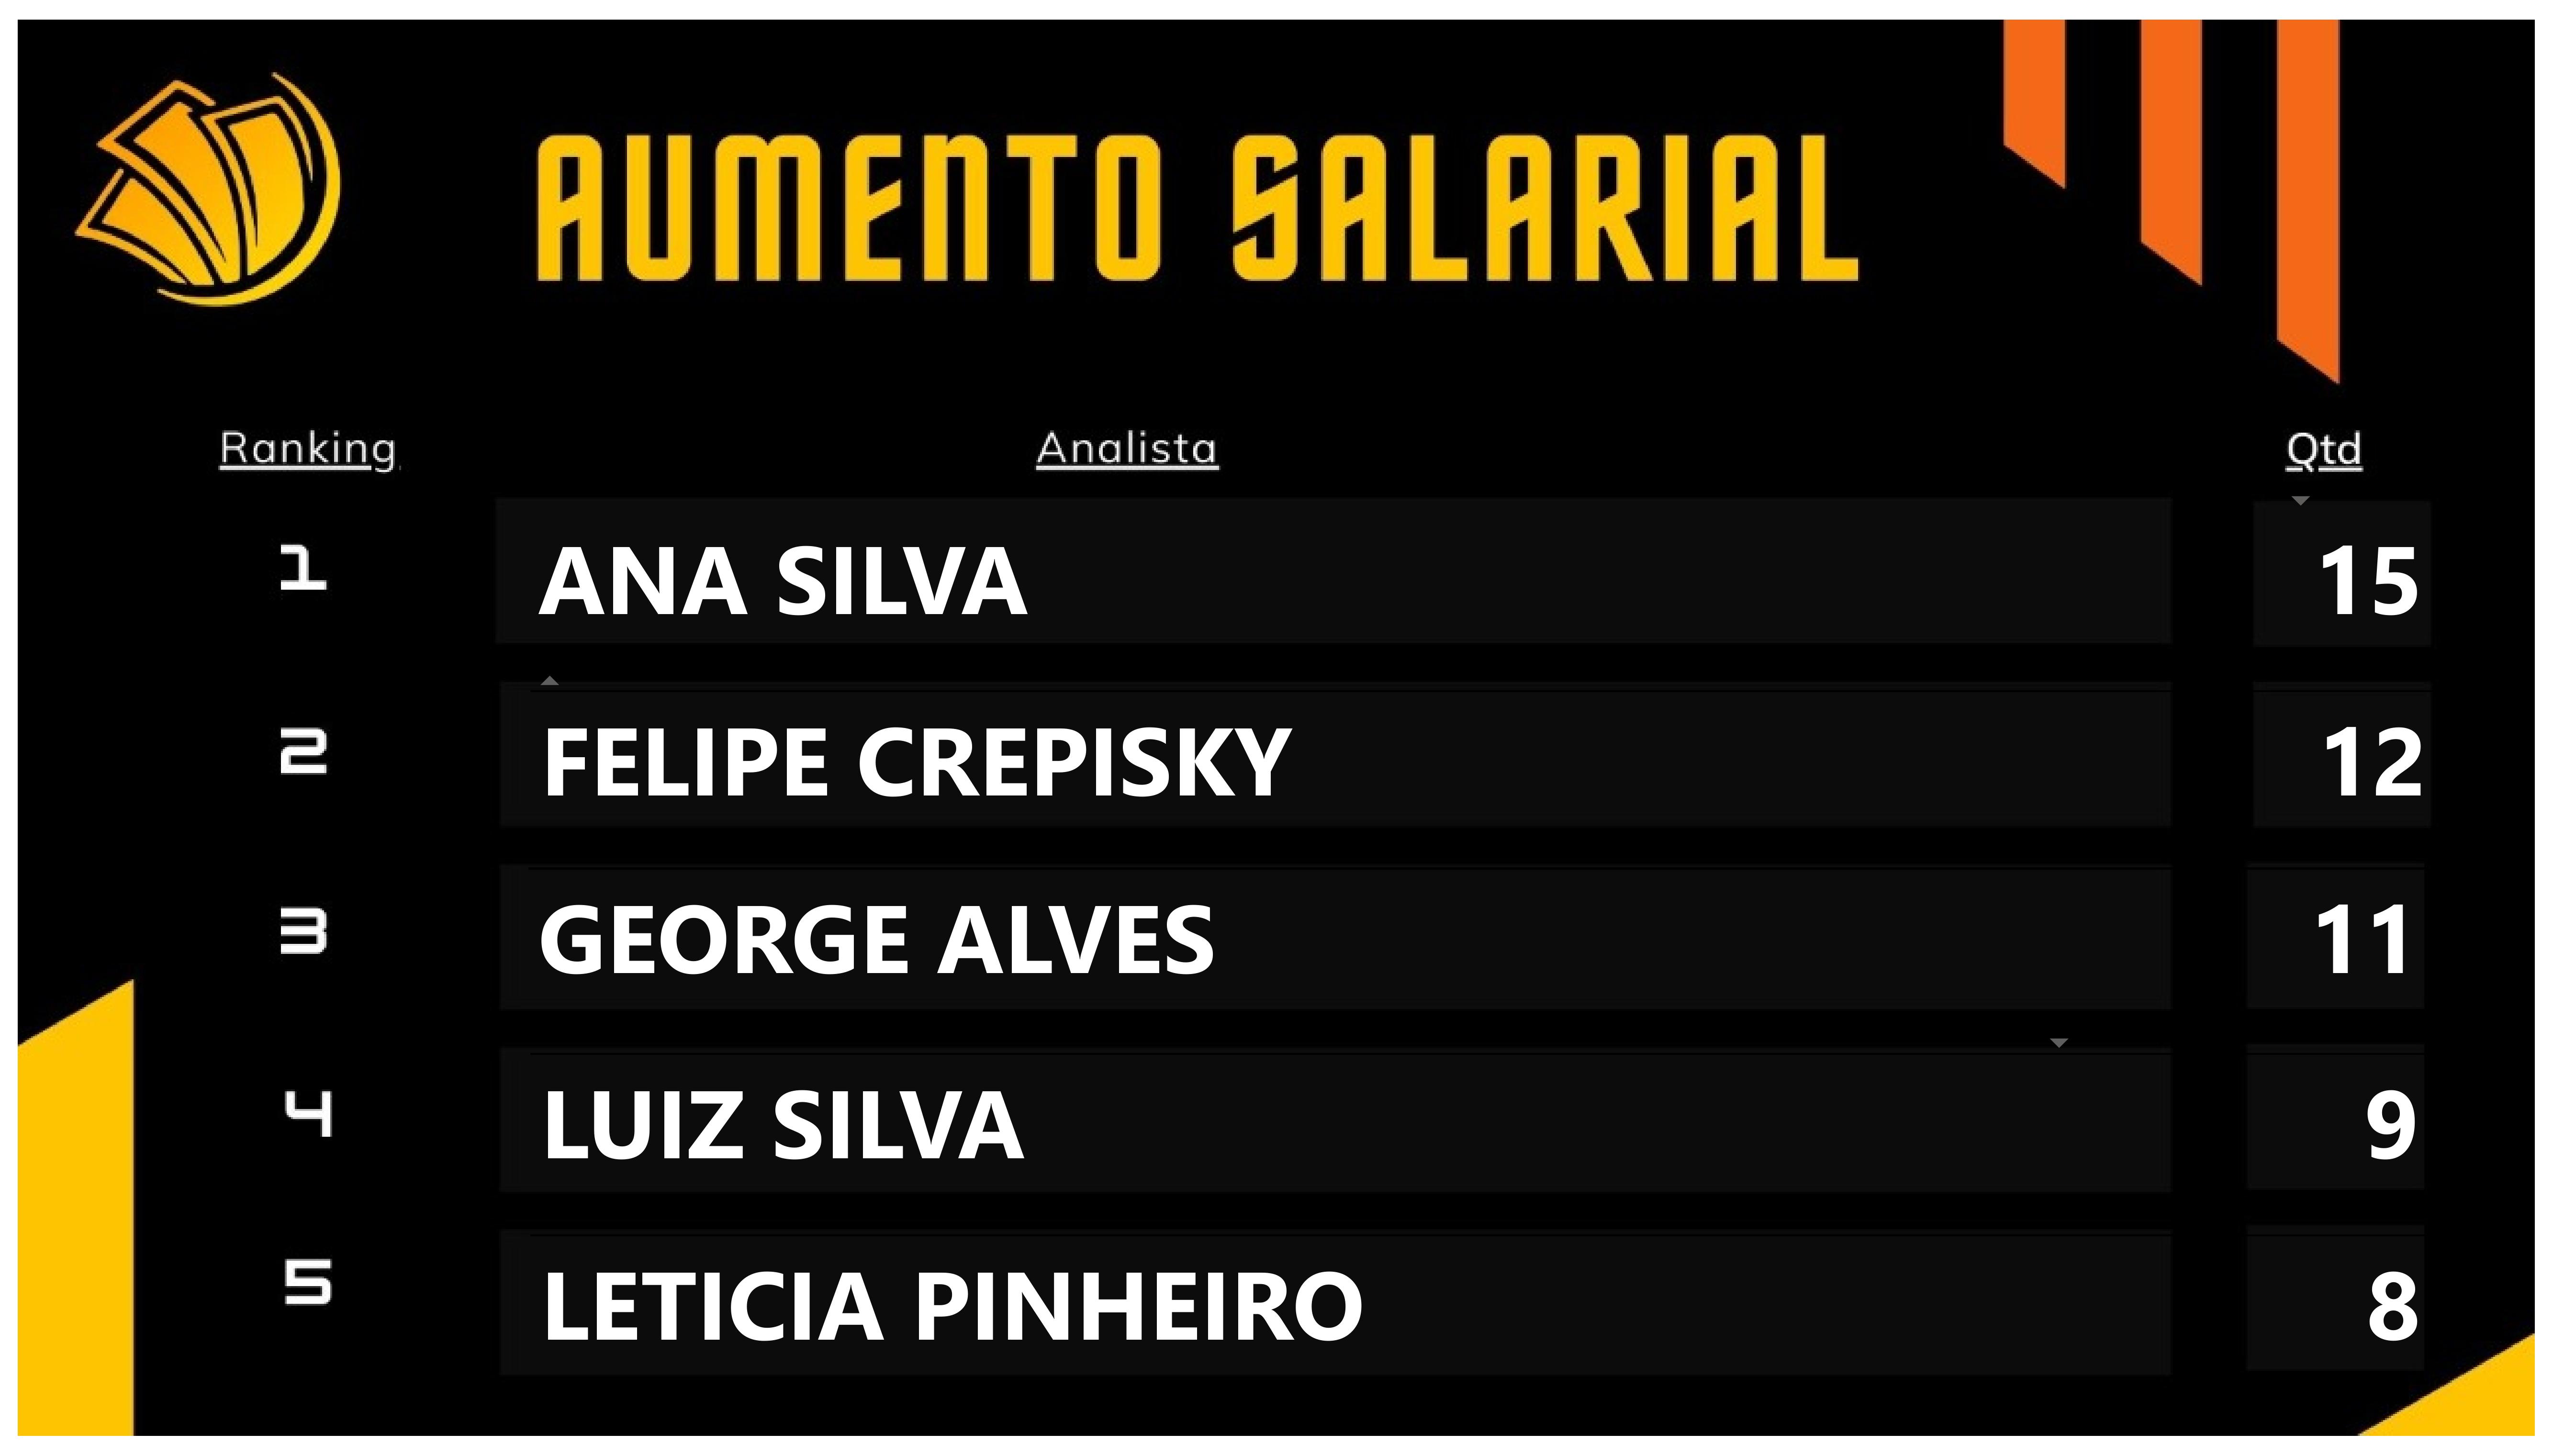 AUMENTO SALARIAL
Ranking Analista Qtd
1 ANA SILVA 15
2 FELIPE CREPISKY 12
3 GEORGE ALVES 11
4 LUIZ SILVA 9
5 LETICIA PINHEIRO 8